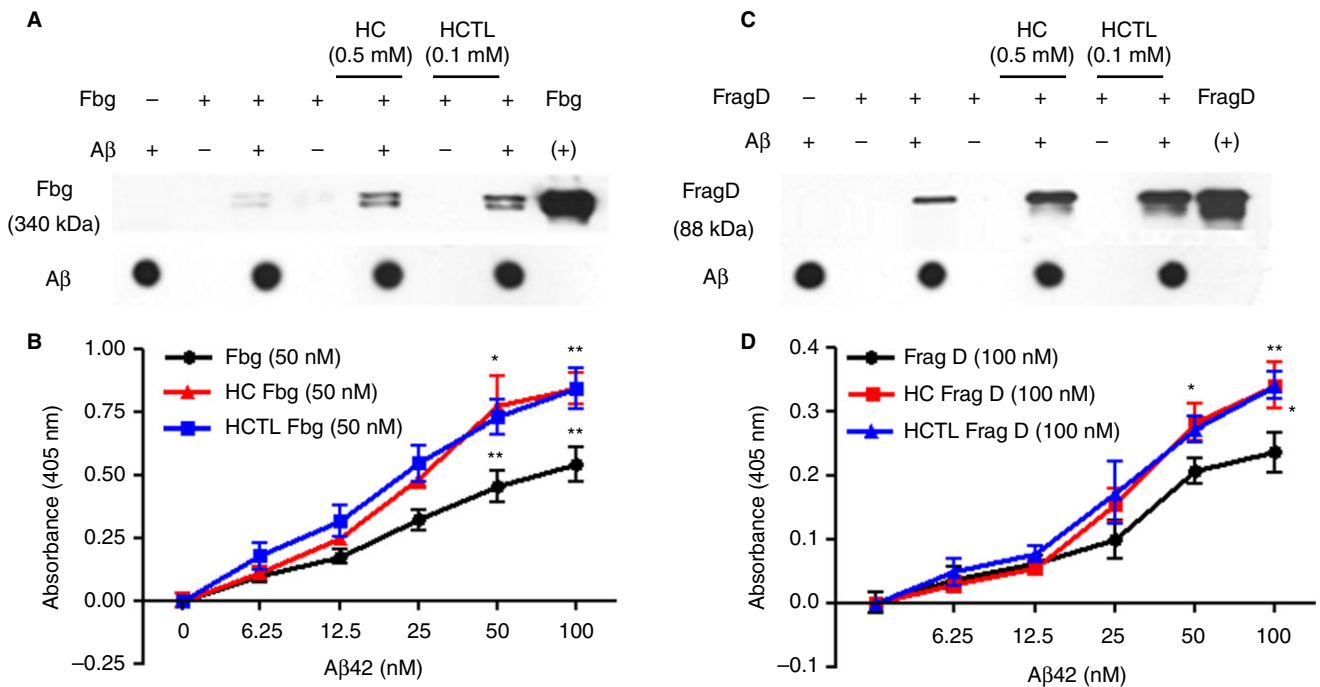 A
HC
(0.5 mM)
HCTL
(0.1 mM)
Fbg – + + + + + + Fbg
Aβ + – + – + – + (+)
Fbg
(340 kDa)
Aβ
B
1.00
0.75
0.50
0.25
0.00
–0.25
Absorbance (405 nm)
Fbg (50 nM)
HC Fbg (50 nM)
HCTL Fbg (50 nM)
* **
** **
0 6.25 12.5 25 50 100
Aβ42 (nM)
C
HC
(0.5 mM)
HCTL
(0.1 mM)
FragD – + + + + + + FragD
Aβ + – + – + – + (+)
FragD
(88 kDa)
Aβ
D
0.4
0.3
0.2
0.1
0.0
–0.1
Absorbance (405 nm)
Frag D (100 nM)
HC Frag D (100 nM)
HCTL Frag D (100 nM)
**
*
*
6.25 12.5 25 50 100
Aβ42 (nM)